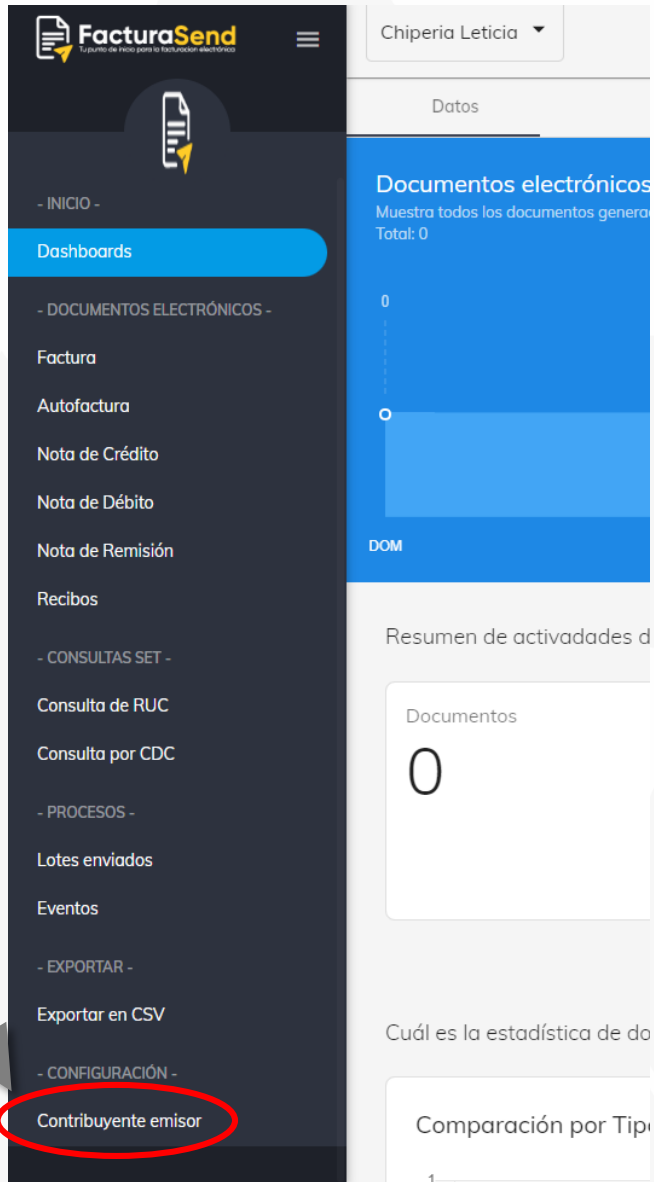 FacturaSend
Tu punto de inicio para la facturacion electrónica
- INICIO -
Dashboards
- DOCUMENTOS ELECTRÓNICOS -
Factura
Autofactura
Nota de Crédito
Nota de Débito
Nota de Remisión
Recibos
- CONSULTAS SET -
Consulta de RUC
Consulta por CDC
- PROCESOS -
Lotes enviados
Eventos
- EXPORTAR -
Exportar en CSV
- CONFIGURACIÓN -
Contribuyente emisor
Chiperia Leticia
Datos
Documentos electrónicos
Muestra todos los documentos genera
Total: 0
0
DOM
Resumen de activadades d
Documentos
0
Cuál es la estadística de do
Comparación por Tip
1